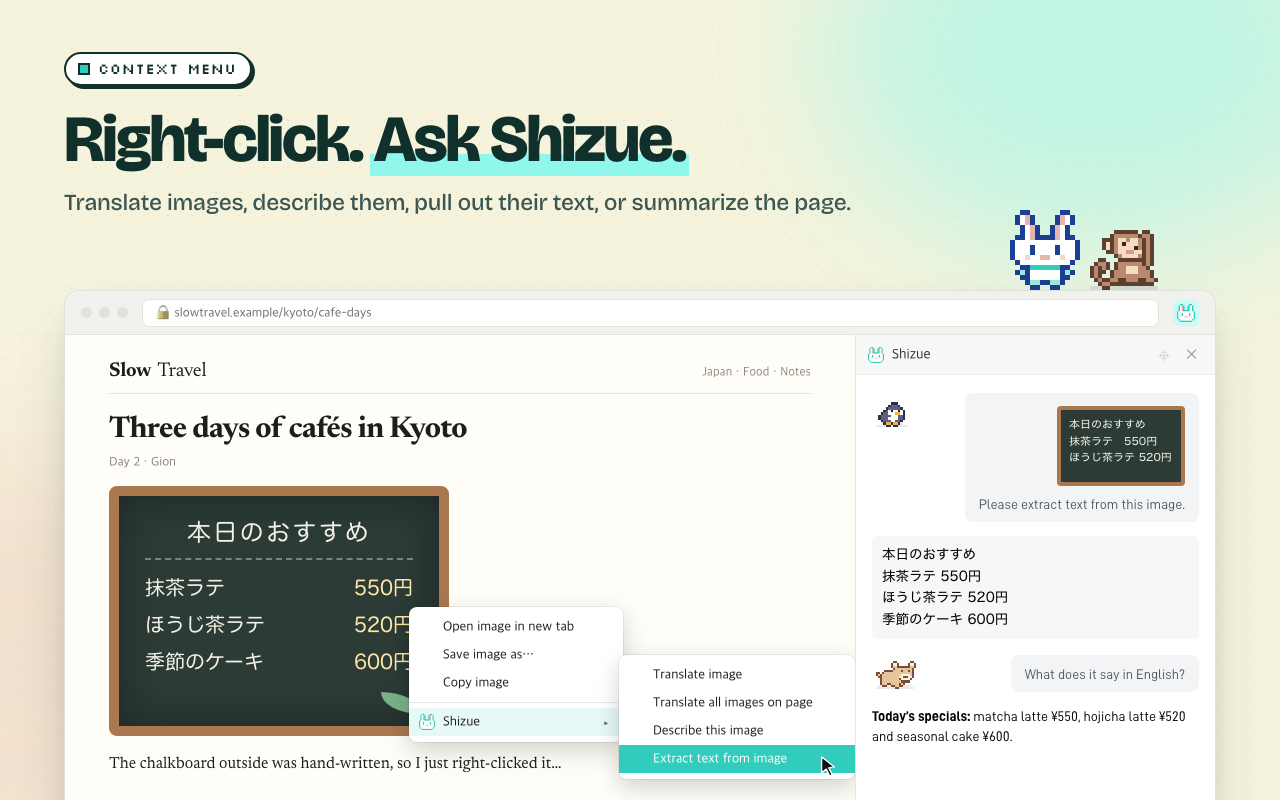 CONTEXT MENU
Right-click. Ask Shizue.
Translate images, describe them, pull out their text, or summarize the page.
slowtravel.example/kyoto/cafe-days
Slow Travel
Japan · Food · Notes
Three days of cafés in Kyoto
Day 2 · Gion
本日のおすすめ
抹茶ラテ 550円
ほうじ茶ラテ 520円
季節のケーキ 600円
Open image in new tab
Save image as…
Copy image
Shizue
Translate image
Translate all images on page
Describe this image
Extract text from image
The chalkboard outside was hand-written, so I just right-clicked it…
Shizue
本日のおすすめ
抹茶ラテ 550円
ほうじ茶ラテ 520円
Please extract text from this image.
本日のおすすめ
抹茶ラテ 550円
ほうじ茶ラテ 520円
季節のケーキ 600円
What does it say in English?
Today's specials: matcha latte ¥550, hojicha latte ¥520
and seasonal cake ¥600.